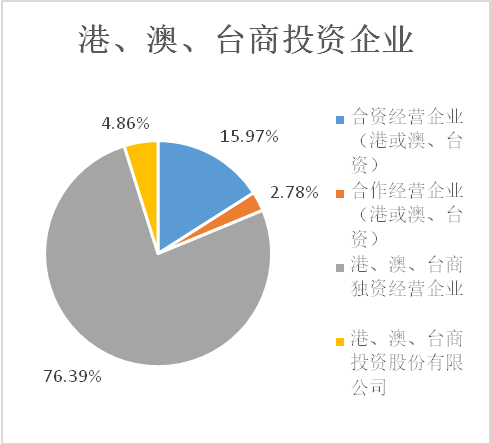 港、澳、台商投资企业
4.86%
15.97%
2.78%
76.39%
合资经营企业
（港或澳、台
资）
合作经营企业
（港或澳、台
资）
港、澳、台商
独资经营企业
港、澳、台商
投资股份有限
公司